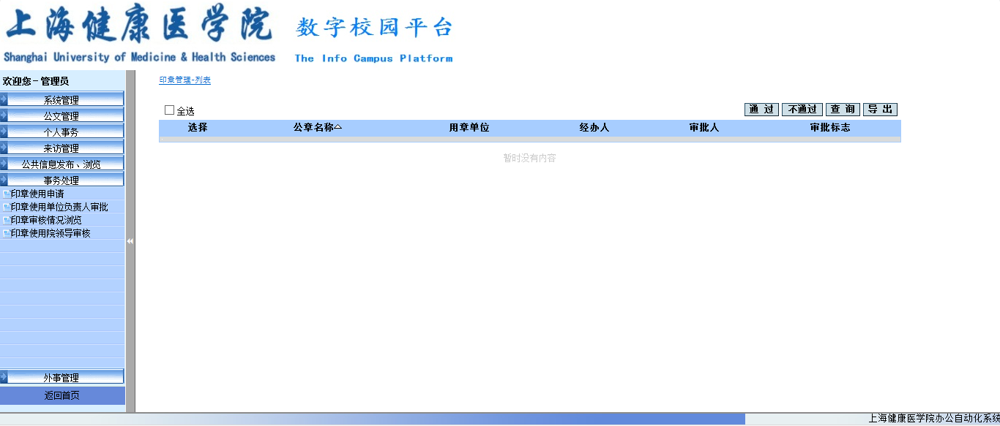 上海健康医学院 数字校园平台
Shanghai University of Medicine & Health Sciences The Info Campus Platform
欢迎您－管理员
印章管理-列表
系统管理
公文管理
个人事务
来访管理
公共信息发布、浏览
事务处理
印章使用申请
印章使用单位负责人审批
印章审核情况浏览
印章使用院领导审核
外事管理
返回首页
全选
通 过 不通过 查 询 导 出
选择 公章名称 用章单位 经办人 审批人 审批标志
暂时没有内容
上海健康医学院办公自动化系统